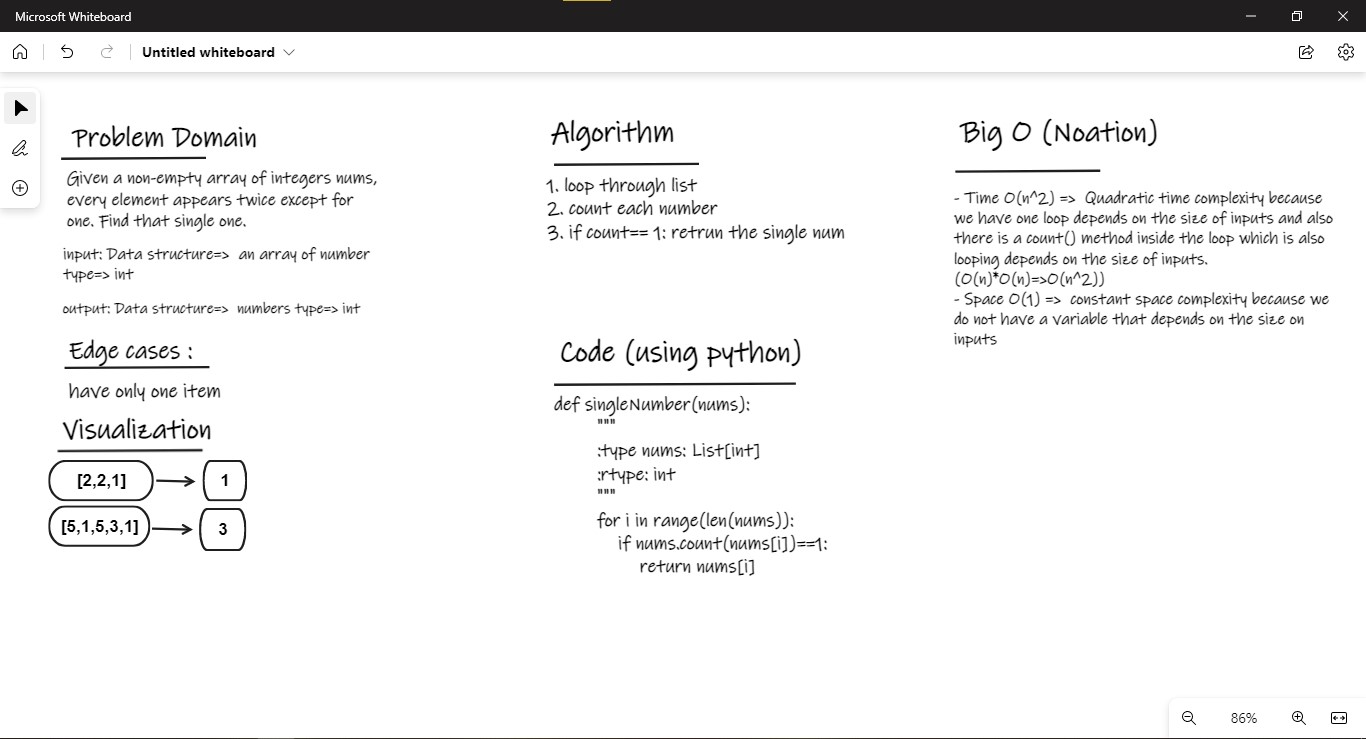 Microsoft Whiteboard
Untitled whiteboard
Problem Domain
Given a non-empty array of integers nums,
every element appears twice except for
one. Find that single one.
input: Data structure=> an array of number
type=> int
output: Data structure=> numbers type=> int
Edge cases :
have only one item
Visualization
[2,2,1]
1
[5,1,5,3,1]
3
Algorithm
1. loop through list
2. count each number
3. if count== 1: retrun the single num
Code (using python)
def singleNumber(nums):
"""
:type nums: List[int]
:rtype: int
"""
for i in range(len(nums)):
if nums.count(nums[i])==1:
return nums[i]
Big O (Noation)
- Time O(n^2) => Quadratic time complexity because
we have one loop depends on the size of inputs and also
there is a count() method inside the loop which is also
looping depends on the size of inputs.
(O(n)*O(n)=>O(n^2))
- Space O(1) => constant space complexity because we
do not have a variable that depends on the size on
inputs
86%